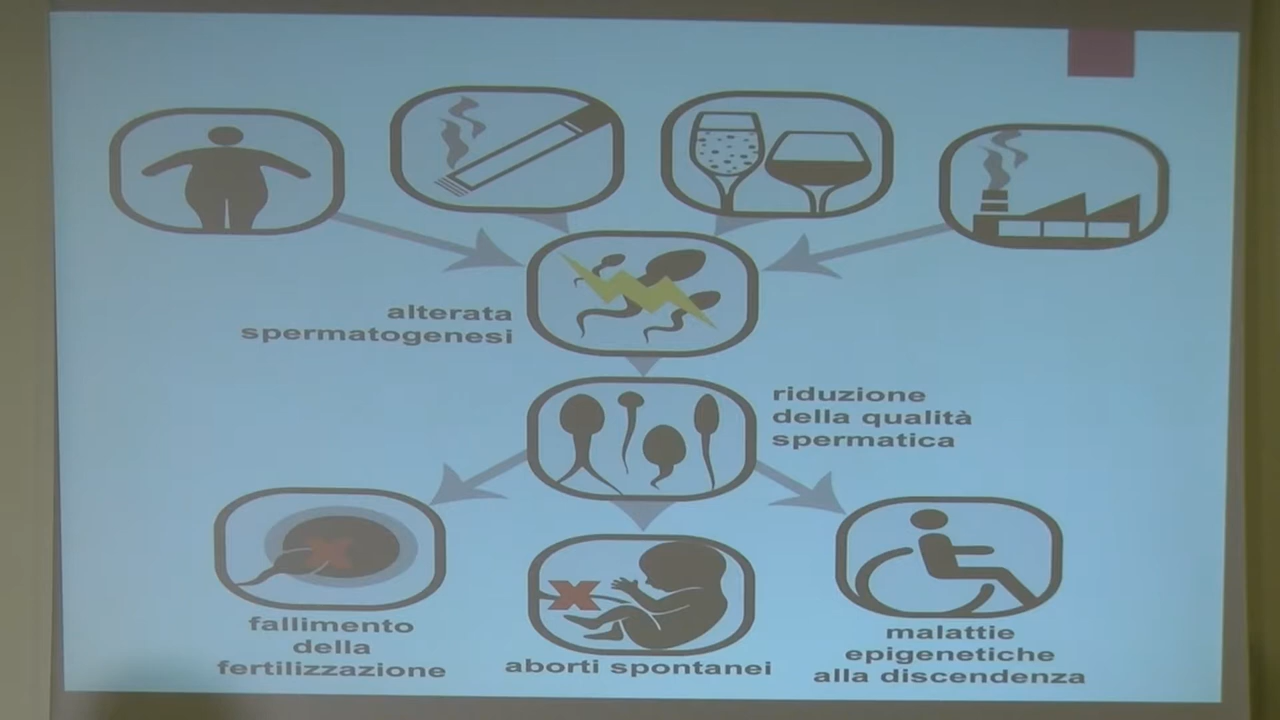 alterata
spermatogenesi
riduzione
della qualità
spermatica
fallimento
della
fertilizzazione
aborti spontanei
malattie
epigenetiche
alla discendenza